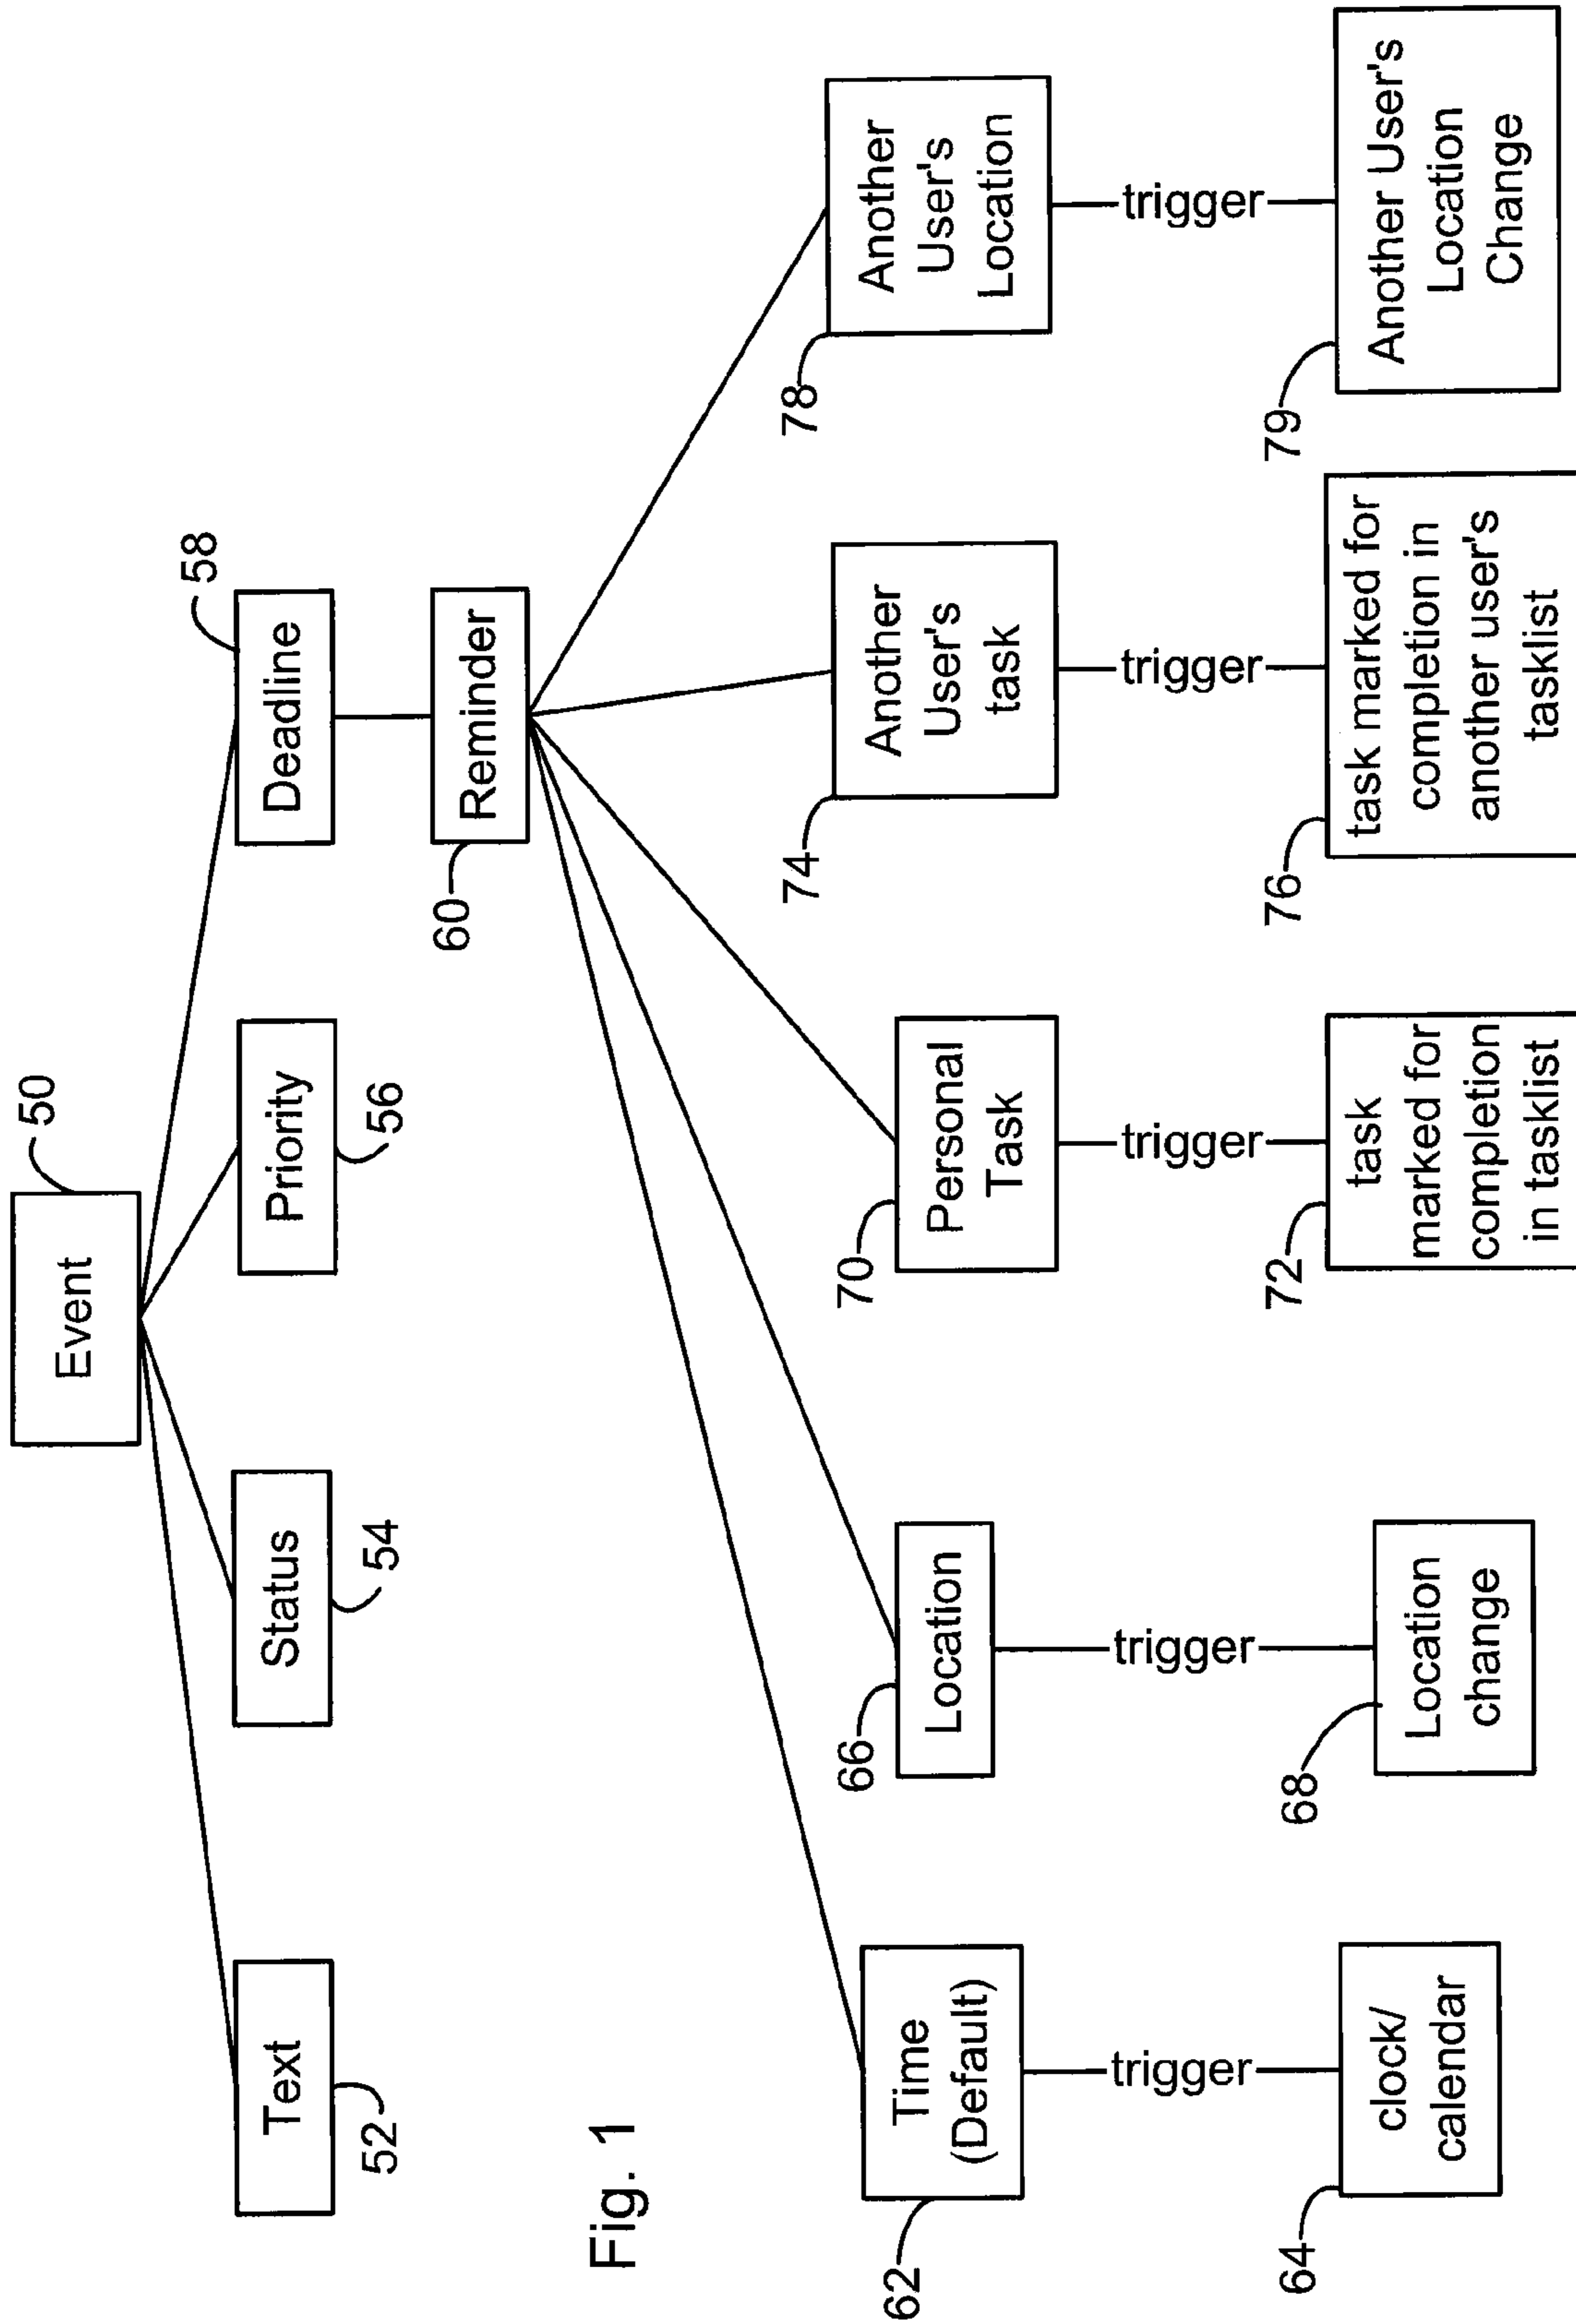 Event
50
Text
52
Status
54
Priority
56
Deadline
58
Reminder
60
Fig. 1
Time
(Default)
62
Location
66
Personal
Task
70
Another
User's
task
74
Another
User's
Location
78
trigger
trigger
trigger
trigger
trigger
clock/
calendar
64
Location
change
68
task
marked for
completion
in tasklist
72
task marked for
completion in
another user's
tasklist
76
Another User's
Location
Change
79